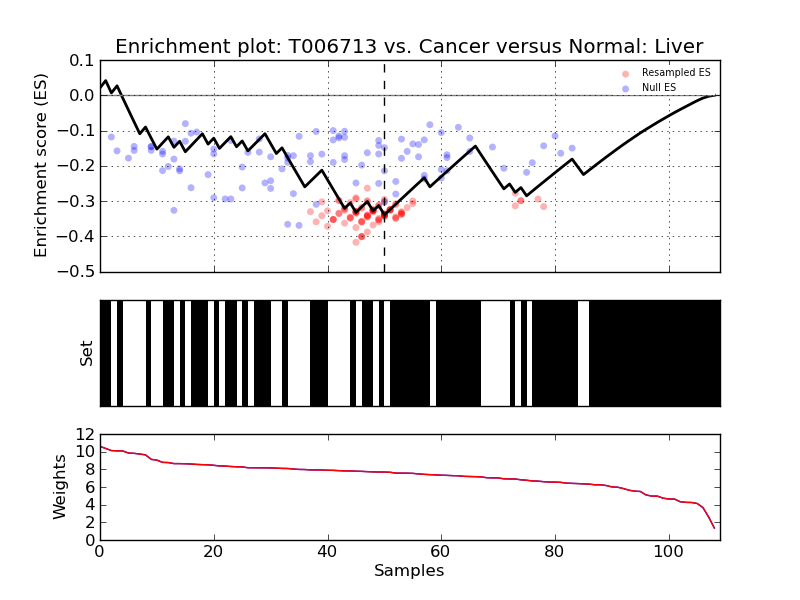 Enrichment plot: T006713 vs. Cancer versus Normal: Liver
Enrichment score (ES)
0.1
0.0
−0.1
−0.2
−0.3
−0.4
−0.5
Resampled ES
Null ES
Set
Weights
12
10
8
6
4
2
0
0 20 40 60 80 100
Samples